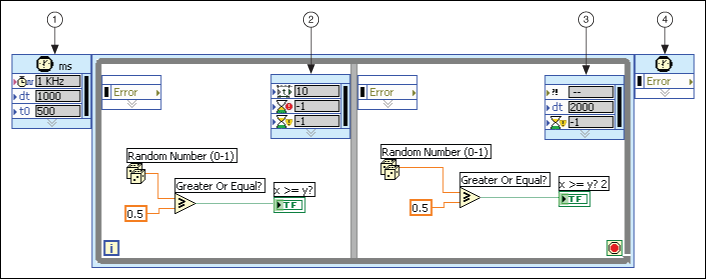 1
2
3
4
ms
1 KHz
dt 1000
t0 500
Error
10
-1
-1
Error
?! --
dt 2000
-1
Error
Random Number (0-1)
Greater Or Equal?
x >= y?
0.5
TF
Random Number (0-1)
Greater Or Equal?
x >= y? 2
0.5
TF
i